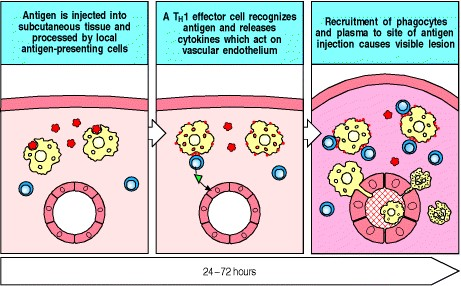 Antigen is injected into
subcutaneous tissue and
processed by local
antigen-presenting cells
A TH1 effector cell recognizes
antigen and releases
cytokines which act on
vascular endothelium
Recruitment of phagocytes
and plasma to site of antigen
injection causes visible lesion
24–72 hours